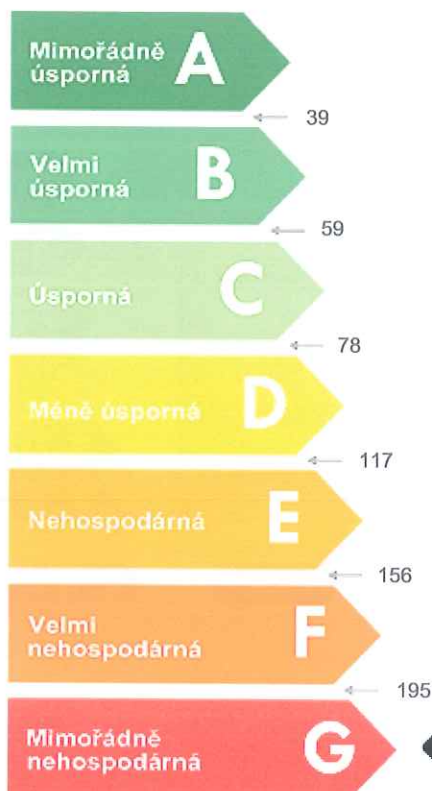 Mimořádně
úsporná
A
39
Velmi
úsporná
B
59
Úsporná
C
78
Méně úsporná
D
117
Nehospodárná
E
156
Velmi
nehospodárná
F
195
Mimořádně
nehospodárná
G